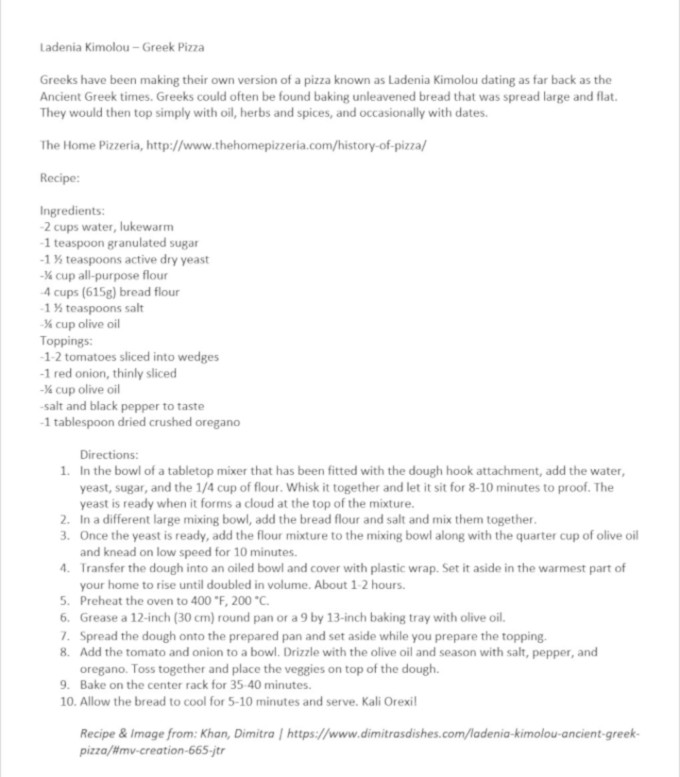 Ladenia Kimolou – Greek Pizza
Greeks have been making their own version of a pizza known as Ladenia Kimolou dating as far back as the
Ancient Greek times. Greeks could often be found baking unleavened bread that was spread large and flat.
They would then top simply with oil, herbs and spices, and occasionally with dates.
The Home Pizzeria, http://www.thehomepizzeria.com/history-of-pizza/
Recipe:
Ingredients:
-2 cups water, lukewarm
-1 teaspoon granulated sugar
-1 ½ teaspoons active dry yeast
-¼ cup all-purpose flour
-4 cups (615g) bread flour
-1 ½ teaspoons salt
-¼ cup olive oil
Toppings:
-1-2 tomatoes sliced into wedges
-1 red onion, thinly sliced
-¼ cup olive oil
-salt and black pepper to taste
-1 tablespoon dried crushed oregano
Directions:
1. In the bowl of a tabletop mixer that has been fitted with the dough hook attachment, add the water,
yeast, sugar, and the 1/4 cup of flour. Whisk it together and let it sit for 8-10 minutes to proof. The
yeast is ready when it forms a cloud at the top of the mixture.
2. In a different large mixing bowl, add the bread flour and salt and mix them together.
3. Once the yeast is ready, add the flour mixture to the mixing bowl along with the quarter cup of olive oil
and knead on low speed for 10 minutes.
4. Transfer the dough into an oiled bowl and cover with plastic wrap. Set it aside in the warmest part of
your home to rise until doubled in volume. About 1-2 hours.
5. Preheat the oven to 400 °F, 200 °C.
6. Grease a 12-inch (30 cm) round pan or a 9 by 13-inch baking tray with olive oil.
7. Spread the dough onto the prepared pan and set aside while you prepare the topping.
8. Add the tomato and onion to a bowl. Drizzle with the olive oil and season with salt, pepper, and
oregano. Toss together and place the veggies on top of the dough.
9. Bake on the center rack for 35-40 minutes.
10. Allow the bread to cool for 5-10 minutes and serve. Kali Orexi!
Recipe & Image from: Khan, Dimitra | https://www.dimitrasdishes.com/ladenia-kimolou-ancient-greek-
pizza/#mv-creation-665-jtr